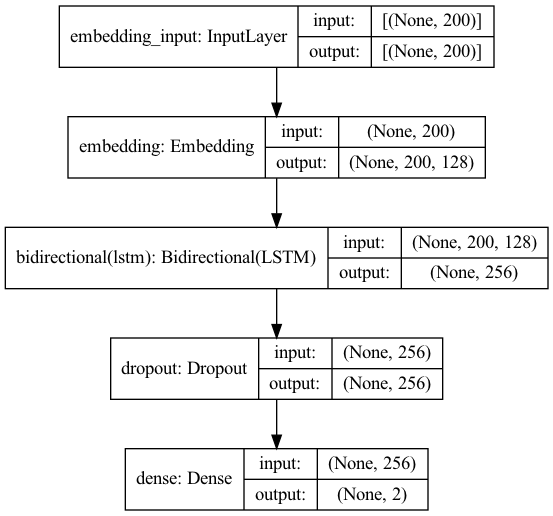 embedding_input: InputLayer
input:
[(None, 200)]
output:
[(None, 200)]
embedding: Embedding
input:
(None, 200)
output:
(None, 200, 128)
bidirectional(lstm): Bidirectional(LSTM)
input:
(None, 200, 128)
output:
(None, 256)
dropout: Dropout
input:
(None, 256)
output:
(None, 256)
dense: Dense
input:
(None, 256)
output:
(None, 2)